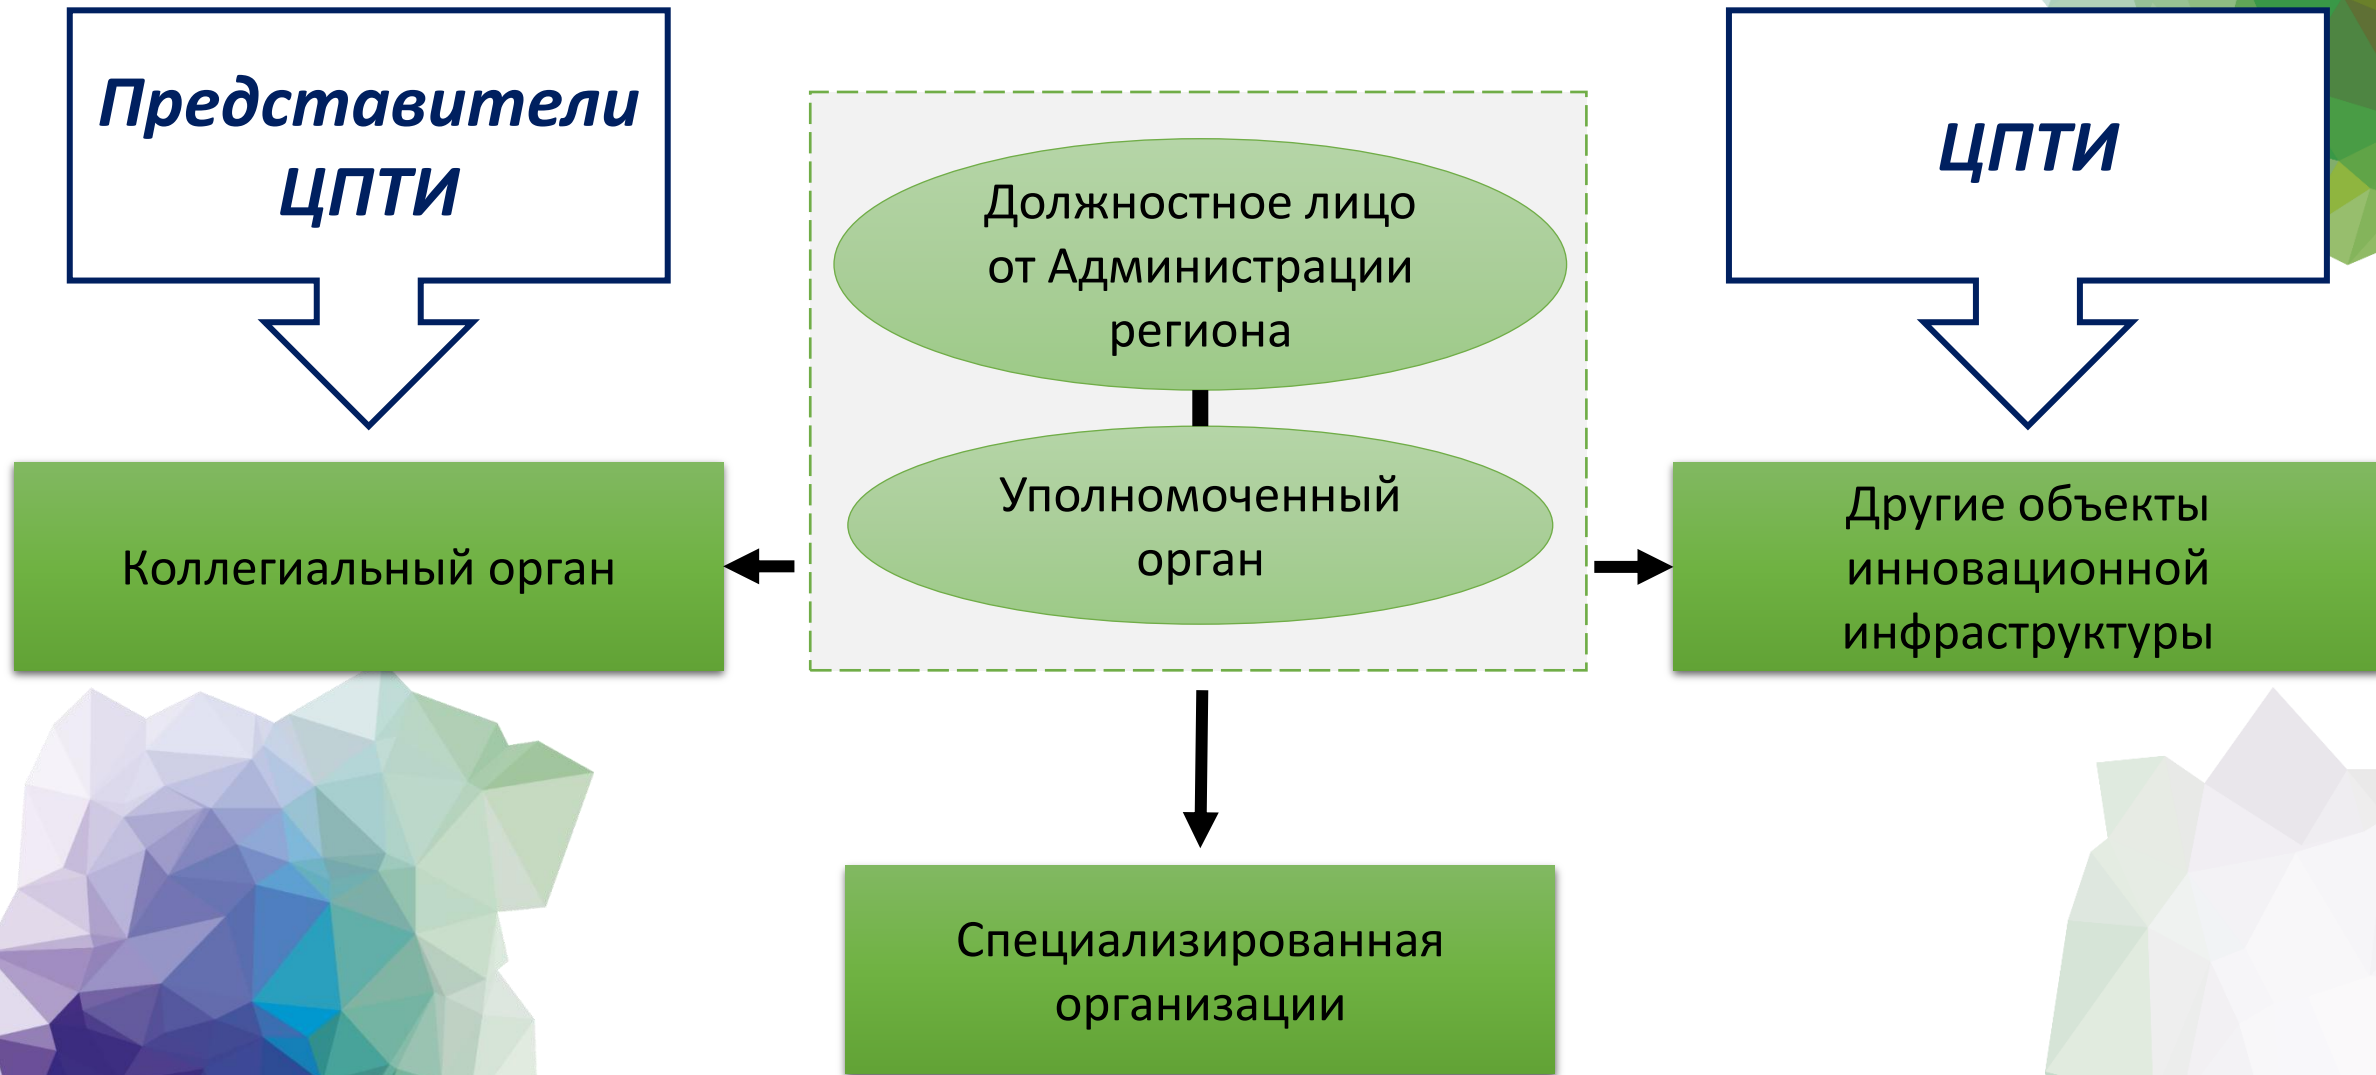 Представители
ЦПТИ
Должностное лицо
от Администрации
региона
ЦПТИ
Коллегиальный орган
Уполномоченный
орган
Другие объекты
инновационной
инфраструктуры
Специализированная
организации